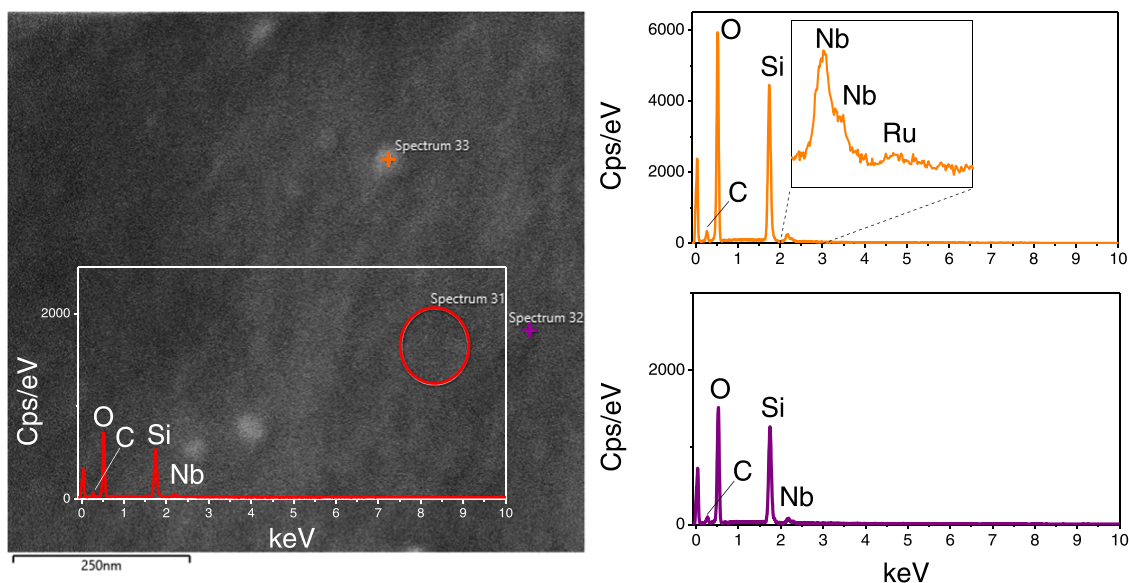 Spectrum 33
Spectrum 31
Spectrum 32
2000
0
Cps/eV
O
C
Si
Nb
0 1 2 3 4 5 6 7 8 9 10
keV
250nm
6000
4000
2000
0
Cps/eV
O
C
Si
Nb
Nb
Ru
0 1 2 3 4 5 6 7 8 9 10
2000
0
Cps/eV
O
C
Si
Nb
0 1 2 3 4 5 6 7 8 9 10
keV